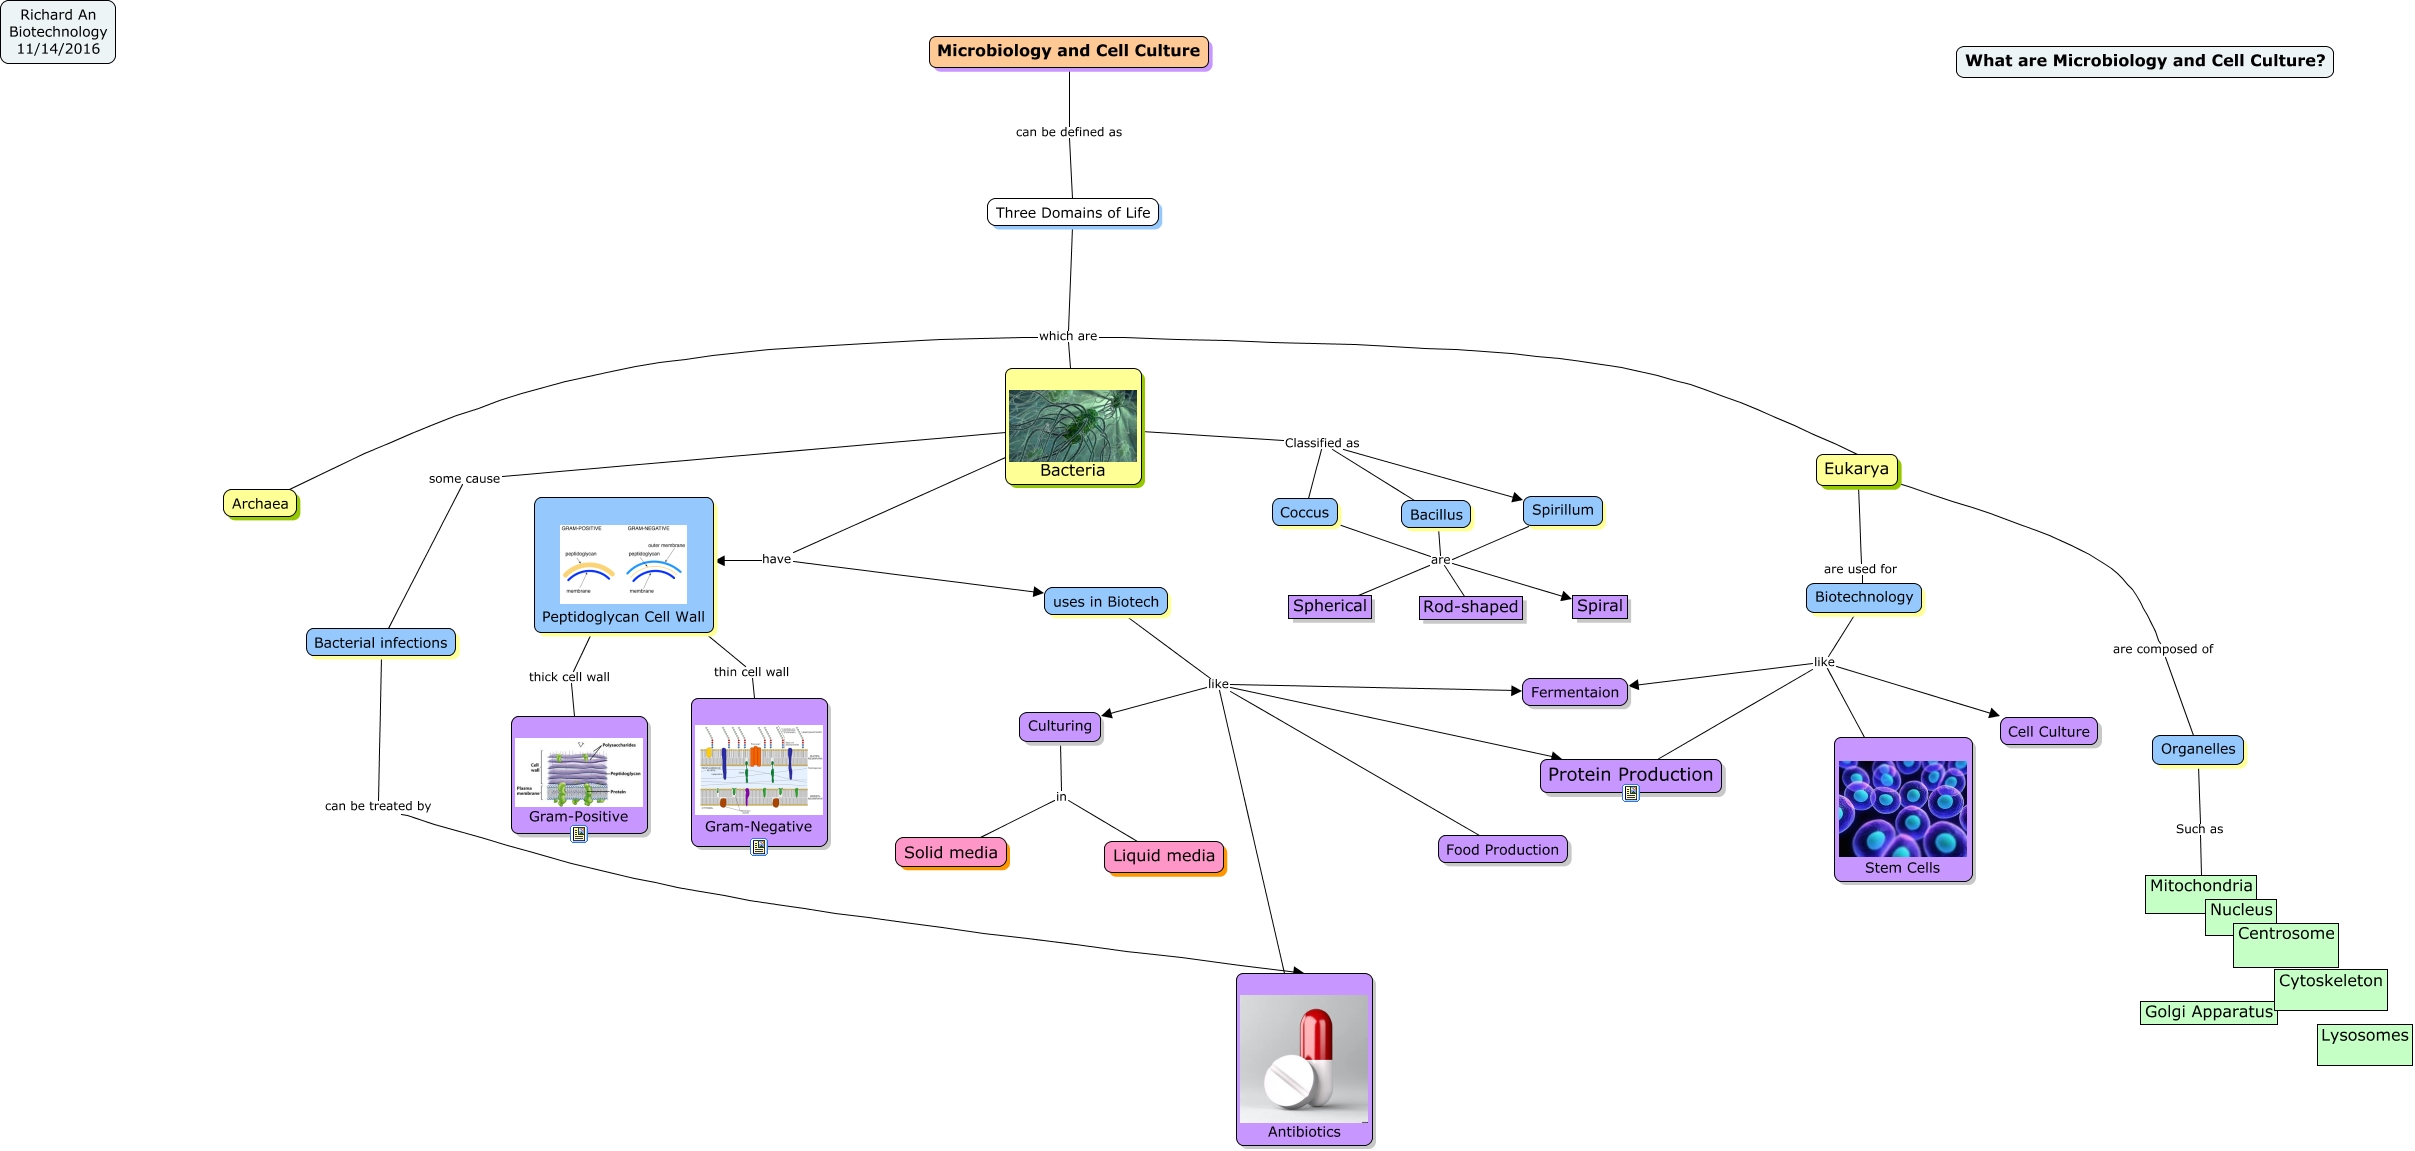 Richard An
Biotechnology
11/14/2016
Microbiology and Cell Culture
What are Microbiology and Cell Culture?
can be defined as
Three Domains of Life
which are
Bacteria
Classified as
some cause
Archaea
Eukarya
Coccus
Bacillus
Spirillum
have
are
GRAM-POSITIVE
GRAM-NEGATIVE
outer membrane
peptidoglycan
peptidoglycan
membrane
membrane
Peptidoglycan Cell Wall
are used for
Biotechnology
uses in Biotech
Spherical
Rod-shaped
Spiral
Bacterial infections
are composed of
thick cell wall
thin cell wall
like
like
Fermentaion
Culturing
Cell Culture
Organelles
Polysaccharides
Cell
wall
Peptidoglycan
Plasma
membrane
Protein
Gram-Positive
Gram-Negative
Protein Production
in
can be treated by
Such as
Solid media
Liquid media
Food Production
Stem Cells
Mitochondria
Nucleus
Centrosome
Cytoskeleton
Golgi Apparatus
Lysosomes
Antibiotics